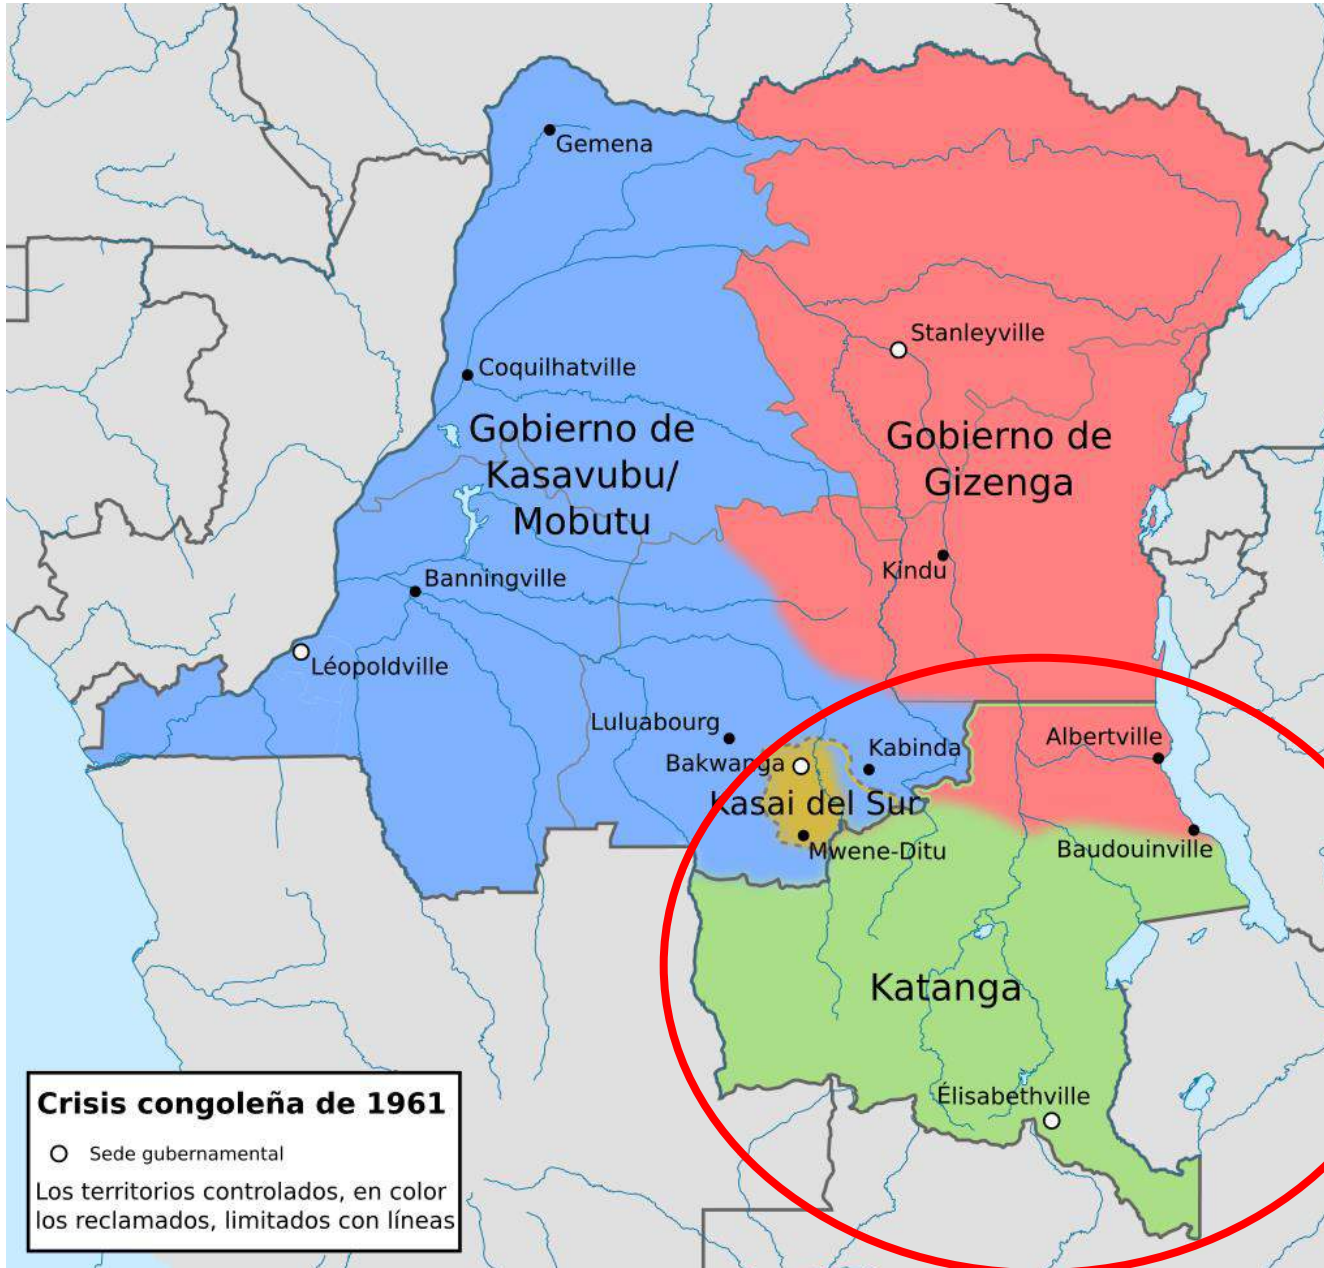 Gemena
Stanleyville
Coquilhatville
Gobierno de
Kasavubu/
Mobutu
Gobierno de
Gizenga
Kindu
Banningville
Léopoldville
Luluabourg
Bakwanga
Kabinda
Albertville
Kasai del Sur
Mwene-Ditu
Baudouinville
Katanga
Élisabethville
Crisis congoleña de 1961
Sede gubernamental
Los territorios controlados, en color
los reclamados, limitados con líneas